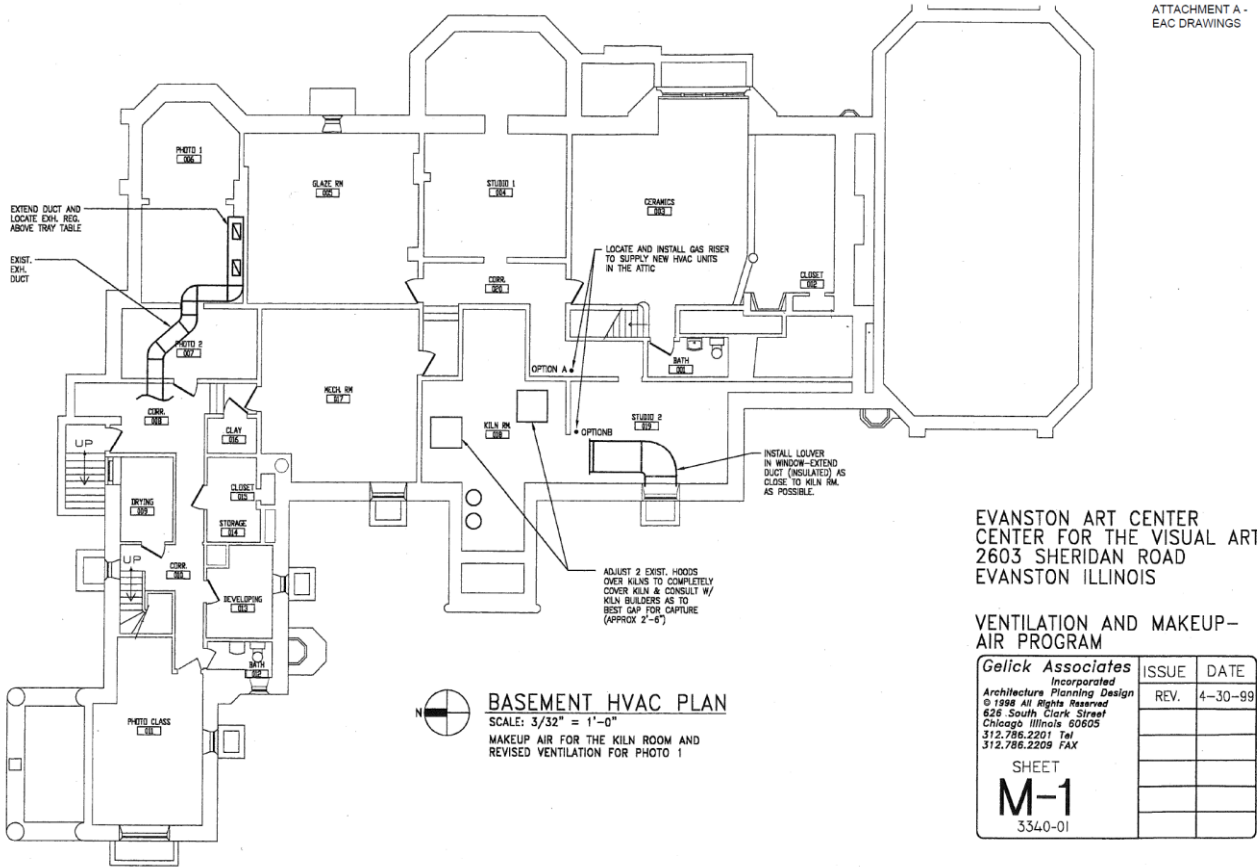 ATTACHMENT A -
EAC DRAWINGS
PHOTO 1
006
GLAZE RM
005
STUDIO 1
004
CERAMICS
003
EXTEND DUCT AND
LOCATE EXH. REG.
ABOVE TRAY TABLE
EXIST.
EXH.
DUCT
LOCATE AND INSTALL GAS RISER
TO SUPPLY NEW HVAC UNITS
IN THE ATTIC
CORR.
020
CLOSET
002
PHOTO 2
007
OPTION A
BATH
001
MECH. RM
017
CORR.
008
CLAY
016
KILN RM.
018
OPTIONB
STUDIO 2
019
UP
INSTALL LOUVER
IN WINDOW-EXTEND
DUCT (INSULATED) AS
CLOSE TO KILN RM.
AS POSSIBLE.
CLOSET
015
DRYING
009
STORAGE
014
UP
CORR.
DEVELOPING
013
ADJUST 2 EXIST. HOODS
OVER KILNS TO COMPLETELY
COVER KILN & CONSULT W/
KILN BUILDERS AS TO
BEST GAP FOR CAPTURE
(APPROX 2'-6")
BATH
012
PHOTO CLASS
011
N
BASEMENT HVAC PLAN
SCALE: 3/32" = 1'-0"
MAKEUP AIR FOR THE KILN ROOM AND
REVISED VENTILATION FOR PHOTO 1
EVANSTON ART CENTER
CENTER FOR THE VISUAL ART
2603 SHERIDAN ROAD
EVANSTON ILLINOIS
VENTILATION AND MAKEUP-
AIR PROGRAM
Gelick Associates
Incorporated
Architecture Planning Design
© 1998 All Rights Reserved
626 South Clark Street
Chicago Illinois 60605
312.786.2201 Tel
312.786.2209 FAX
SHEET
M-1
3340-01
ISSUE DATE
REV. 4-30-99